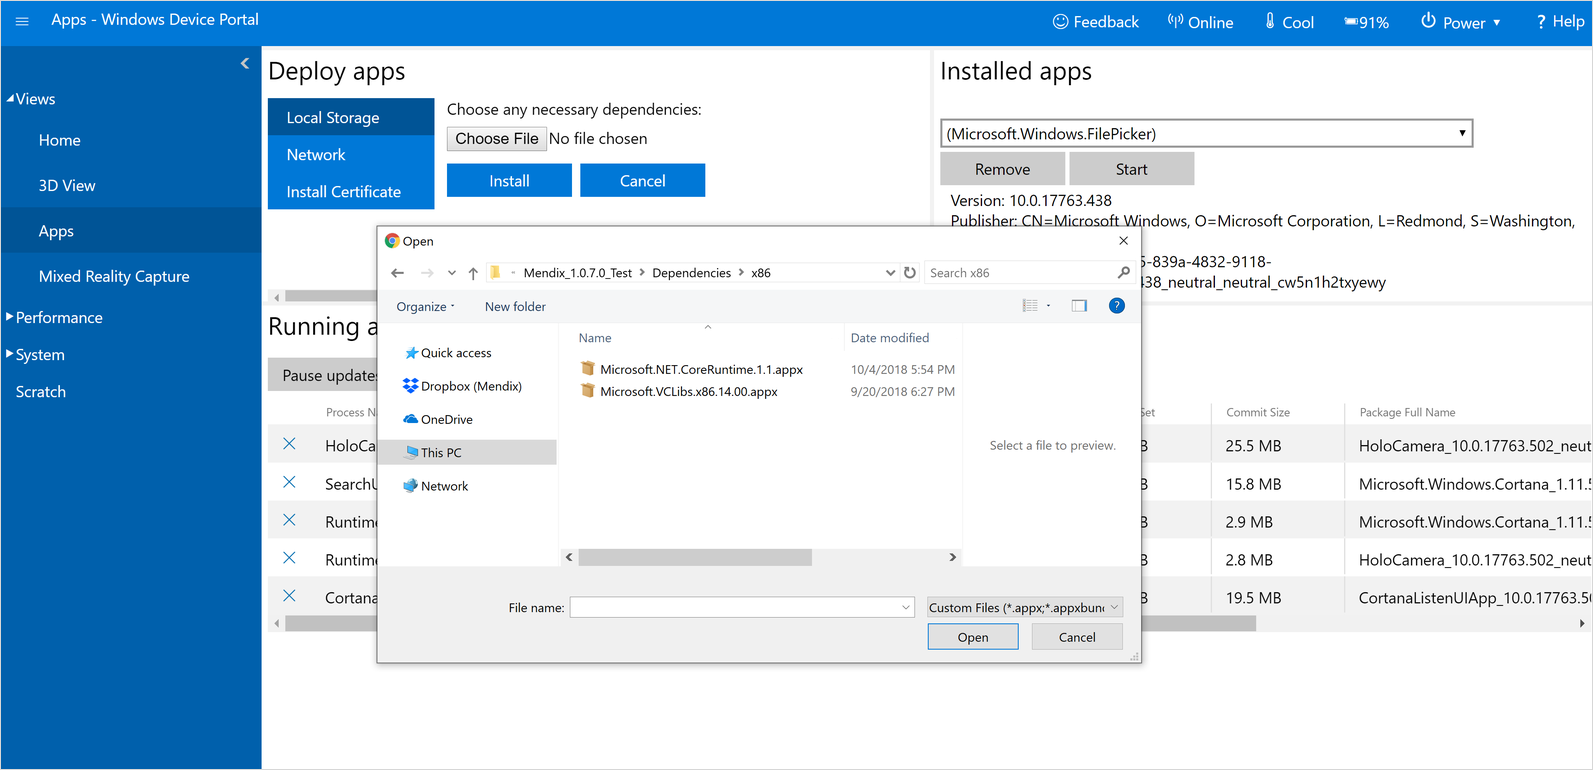 Apps - Windows Device Portal
Feedback
Online
Cool
91%
Power
? Help
Views
Home
3D View
Apps
Mixed Reality Capture
Performance
System
Scratch
Deploy apps
Local Storage
Network
Install Certificate
Choose any necessary dependencies:
Choose File No file chosen
Install Cancel
Installed apps
(Microsoft.Windows.FilePicker)
Remove Start
Version: 10.0.17763.438
Publisher: CN=Microsoft Windows, O=Microsoft Corporation, L=Redmond, S=Washington,
5-839a-4832-9118-
438_neutral_neutral_cw5n1h2txyewy
Running a
Pause updates
Process N
Set
Commit Size
Package Full Name
HoloCa
B
25.5 MB
HoloCamera_10.0.17763.502_neut
SearchU
B
15.8 MB
Microsoft.Windows.Cortana_1.11.5
Runtime
B
2.9 MB
Microsoft.Windows.Cortana_1.11.5
Runtime
B
2.8 MB
HoloCamera_10.0.17763.502_neut
Cortana
B
19.5 MB
CortanaListenUIApp_10.0.17763.50
Open
Mendix_1.0.7.0_Test > Dependencies > x86
Search x86
Organize
New folder
?
Quick access
Dropbox (Mendix)
OneDrive
This PC
Network
Name
Date modified
Microsoft.NET.CoreRuntime.1.1.appx 10/4/2018 5:54 PM
Microsoft.VCLibs.x86.14.00.appx 9/20/2018 6:27 PM
Select a file to preview.
File name:
Custom Files (*.appx;*.appxbun
Open Cancel